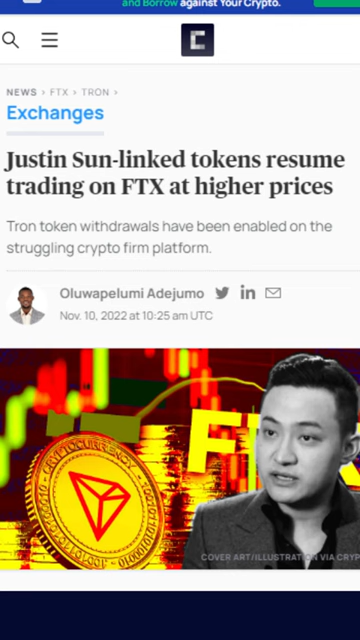 and Borrow against Your Crypto.
NEWS > FTX > TRON >
Exchanges
Justin Sun-linked tokens resume
trading on FTX at higher prices
Tron token withdrawals have been enabled on the
struggling crypto firm platform.
Oluwapelumi Adejumo
Nov. 10, 2022 at 10:25 am UTC
CRYPTOCURRENCY
COVER ART/ILLUSTRATION VIA CRYP